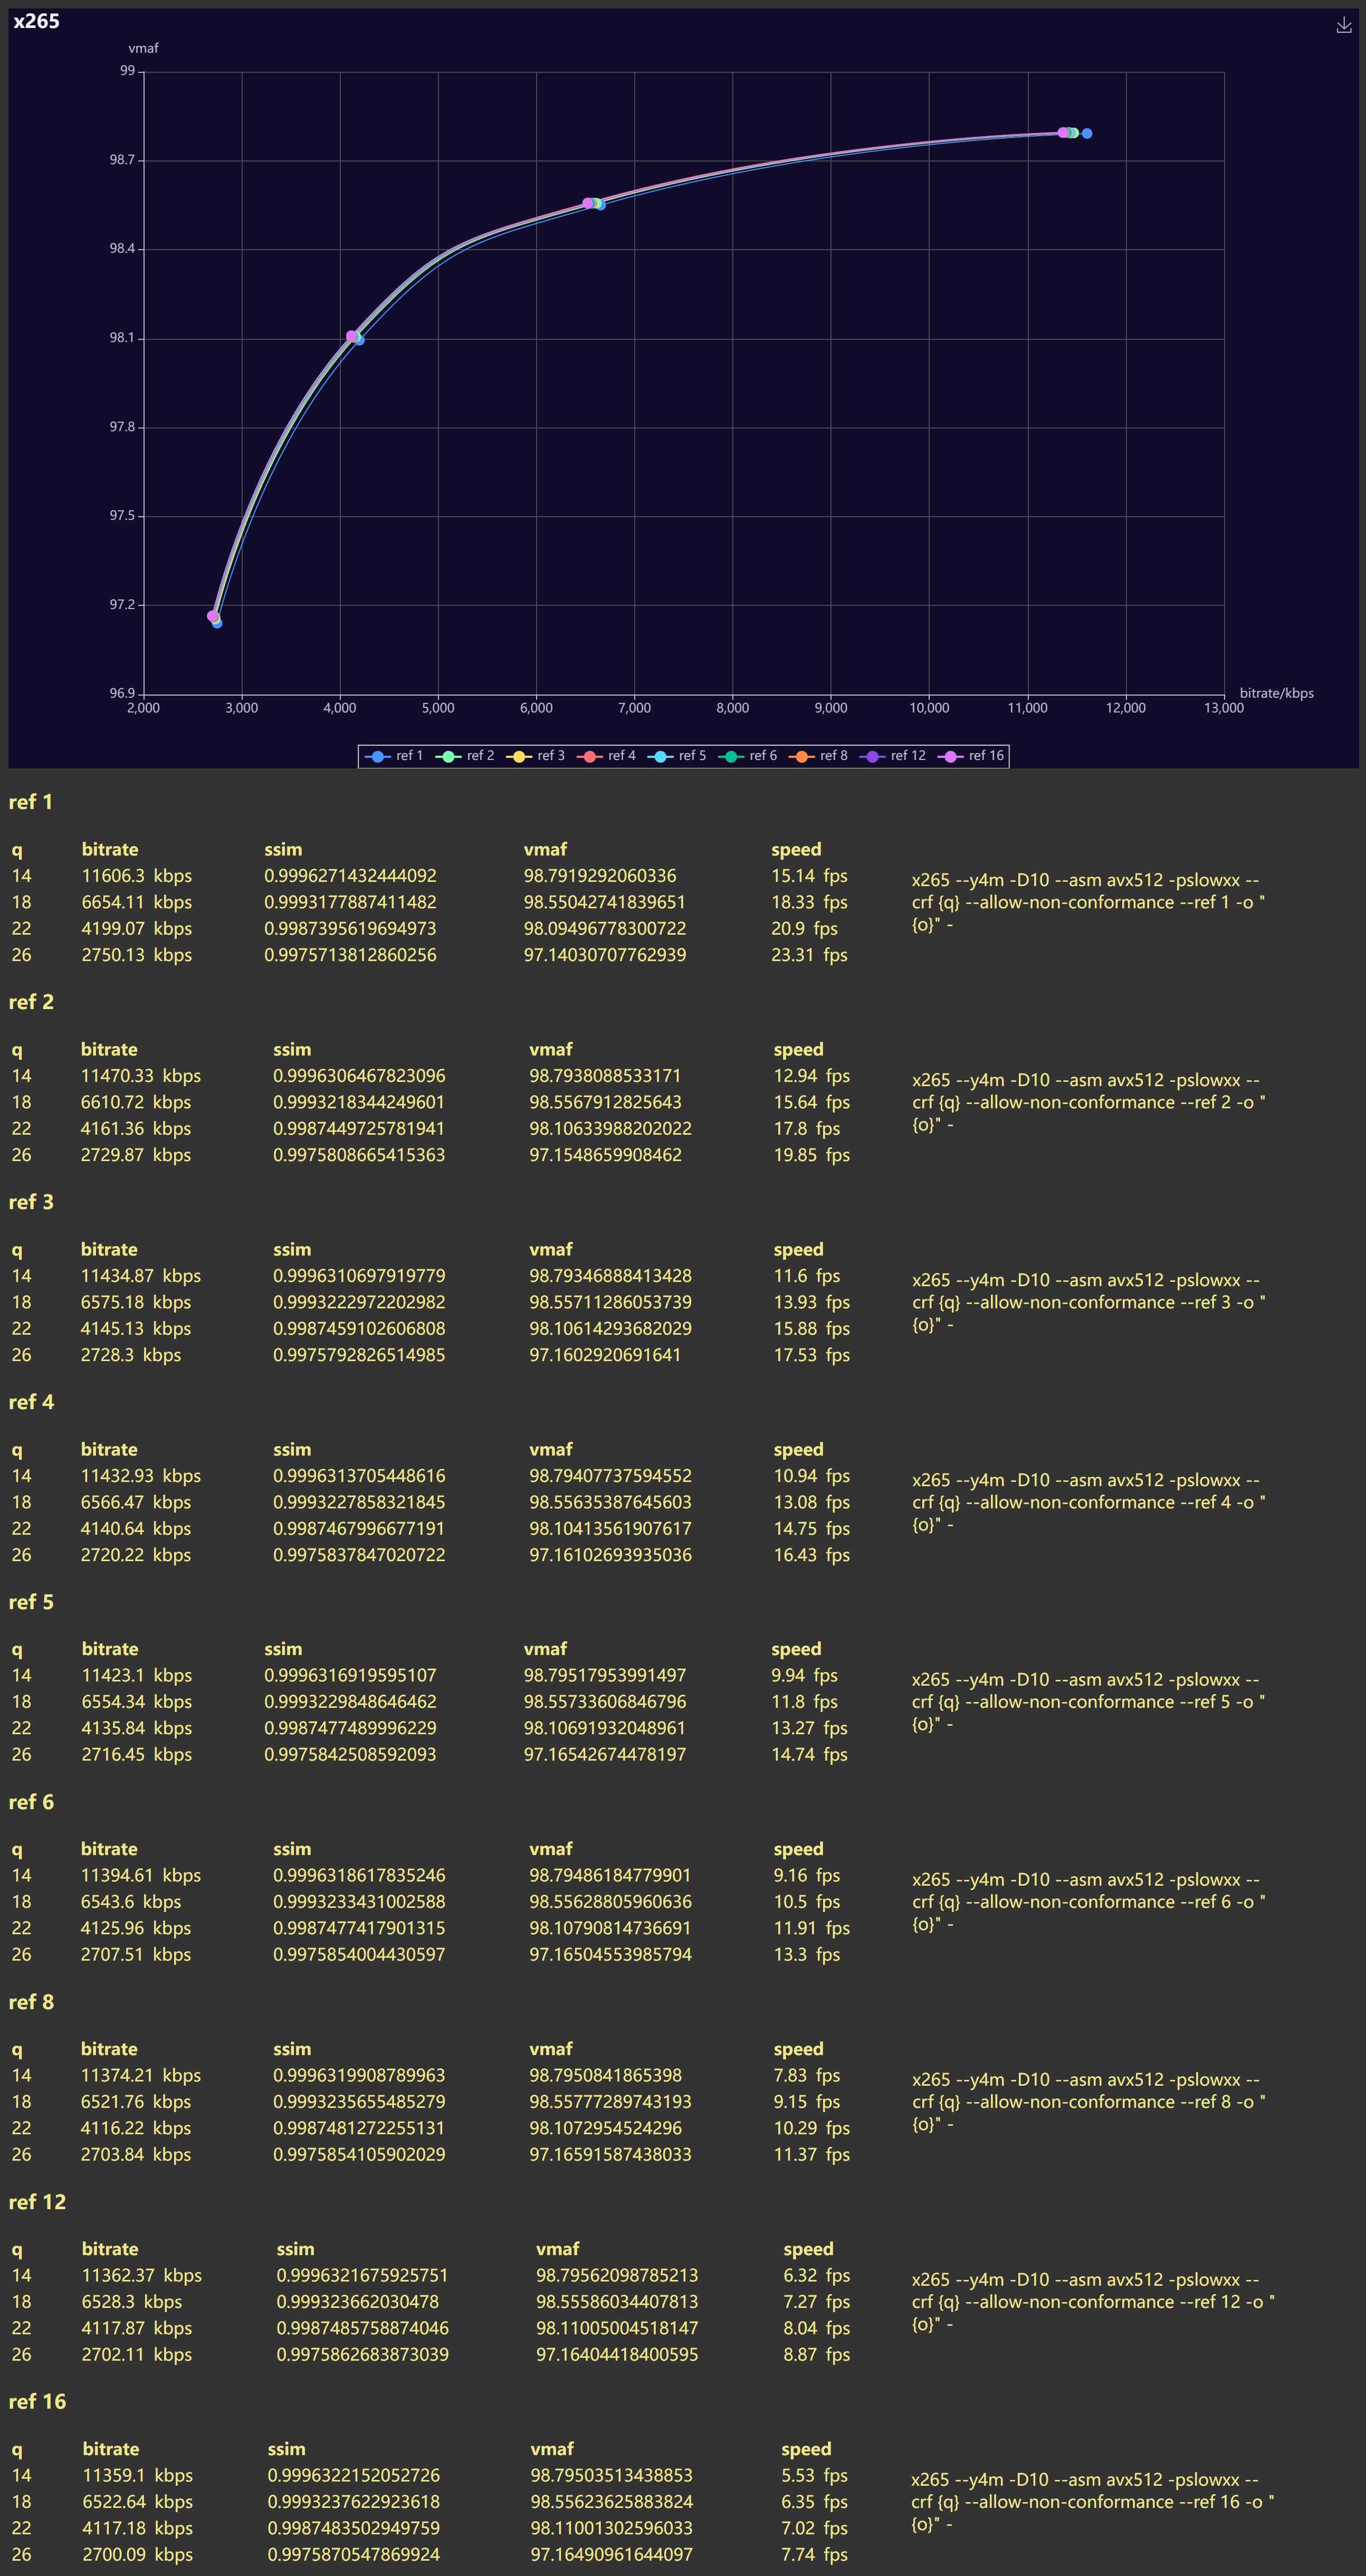 x265
vmaf
99
98.7
98.4
98.1
97.8
97.5
97.2
96.9
2,000 3,000 4,000 5,000 6,000 7,000 8,000 9,000 10,000 11,000 12,000 13,000
bitrate/kbps
ref 1 ref 2 ref 3 ref 4 ref 5 ref 6 ref 8 ref 12 ref 16
ref 1
q bitrate ssim vmaf speed
14 11606.3 kbps 0.9996271432444092 98.7919292060336 15.14 fps
18 6654.11 kbps 0.9993177887411482 98.55042741839651 18.33 fps
22 4199.07 kbps 0.9987395619694973 98.09496778300722 20.9 fps
26 2750.13 kbps 0.9975713812860256 97.14030707762939 23.31 fps
x265 --y4m -D10 --asm avx512 -pslowxx --
crf {q} --allow-non-conformance --ref 1 -o "
{o}" -
ref 2
q bitrate ssim vmaf speed
14 11470.33 kbps 0.9996306467823096 98.7938088533171 12.94 fps
18 6610.72 kbps 0.9993218344249601 98.5567912825643 15.64 fps
22 4161.36 kbps 0.9987449725781941 98.10633988202022 17.8 fps
26 2729.87 kbps 0.9975808665415363 97.1548659908462 19.85 fps
x265 --y4m -D10 --asm avx512 -pslowxx --
crf {q} --allow-non-conformance --ref 2 -o "
{o}" -
ref 3
q bitrate ssim vmaf speed
14 11434.87 kbps 0.9996310697919779 98.79346888413428 11.6 fps
18 6575.18 kbps 0.9993222972202982 98.55711286053739 13.93 fps
22 4145.13 kbps 0.9987459102606808 98.10614293682029 15.88 fps
26 2728.3 kbps 0.9975792826514985 97.1602920691641 17.53 fps
x265 --y4m -D10 --asm avx512 -pslowxx --
crf {q} --allow-non-conformance --ref 3 -o "
{o}" -
ref 4
q bitrate ssim vmaf speed
14 11432.93 kbps 0.9996313705448616 98.79407737594552 10.94 fps
18 6566.47 kbps 0.9993227858321845 98.55635387645603 13.08 fps
22 4140.64 kbps 0.9987467996677191 98.10413561907617 14.75 fps
26 2720.22 kbps 0.9975837847020722 97.16102693935036 16.43 fps
x265 --y4m -D10 --asm avx512 -pslowxx --
crf {q} --allow-non-conformance --ref 4 -o "
{o}" -
ref 5
q bitrate ssim vmaf speed
14 11423.1 kbps 0.9996316919595107 98.79517953991497 9.94 fps
18 6554.34 kbps 0.9993229848646462 98.55733606846796 11.8 fps
22 4135.84 kbps 0.9987477489996229 98.10691932048961 13.27 fps
26 2716.45 kbps 0.9975842508592093 97.16542674478197 14.74 fps
x265 --y4m -D10 --asm avx512 -pslowxx --
crf {q} --allow-non-conformance --ref 5 -o "
{o}" -
ref 6
q bitrate ssim vmaf speed
14 11394.61 kbps 0.9996318617835246 98.79486184779901 9.16 fps
18 6543.6 kbps 0.9993233431002588 98.55628805960636 10.5 fps
22 4125.96 kbps 0.9987477417901315 98.10790814736691 11.91 fps
26 2707.51 kbps 0.9975854004430597 97.16504553985794 13.3 fps
x265 --y4m -D10 --asm avx512 -pslowxx --
crf {q} --allow-non-conformance --ref 6 -o "
{o}" -
ref 8
q bitrate ssim vmaf speed
14 11374.21 kbps 0.9996319908789963 98.7950841865398 7.83 fps
18 6521.76 kbps 0.9993235655485279 98.55777289743193 9.15 fps
22 4116.22 kbps 0.9987481272255131 98.1072954524296 10.29 fps
26 2703.84 kbps 0.9975854105902029 97.16591587438033 11.37 fps
x265 --y4m -D10 --asm avx512 -pslowxx --
crf {q} --allow-non-conformance --ref 8 -o "
{o}" -
ref 12
q bitrate ssim vmaf speed
14 11362.37 kbps 0.9996321675925751 98.79562098785213 6.32 fps
18 6528.3 kbps 0.999323662030478 98.55586034407813 7.27 fps
22 4117.87 kbps 0.9987485758874046 98.11005004518147 8.04 fps
26 2702.11 kbps 0.9975862683873039 97.16404418400595 8.87 fps
x265 --y4m -D10 --asm avx512 -pslowxx --
crf {q} --allow-non-conformance --ref 12 -o "
{o}" -
ref 16
q bitrate ssim vmaf speed
14 11359.1 kbps 0.9996322152052726 98.79503513438853 5.53 fps
18 6522.64 kbps 0.9993237622923618 98.55623625883824 6.35 fps
22 4117.18 kbps 0.9987483502949759 98.11001302596033 7.02 fps
26 2700.09 kbps 0.9975870547869924 97.16490961644097 7.74 fps
x265 --y4m -D10 --asm avx512 -pslowxx --
crf {q} --allow-non-conformance --ref 16 -o "
{o}" -